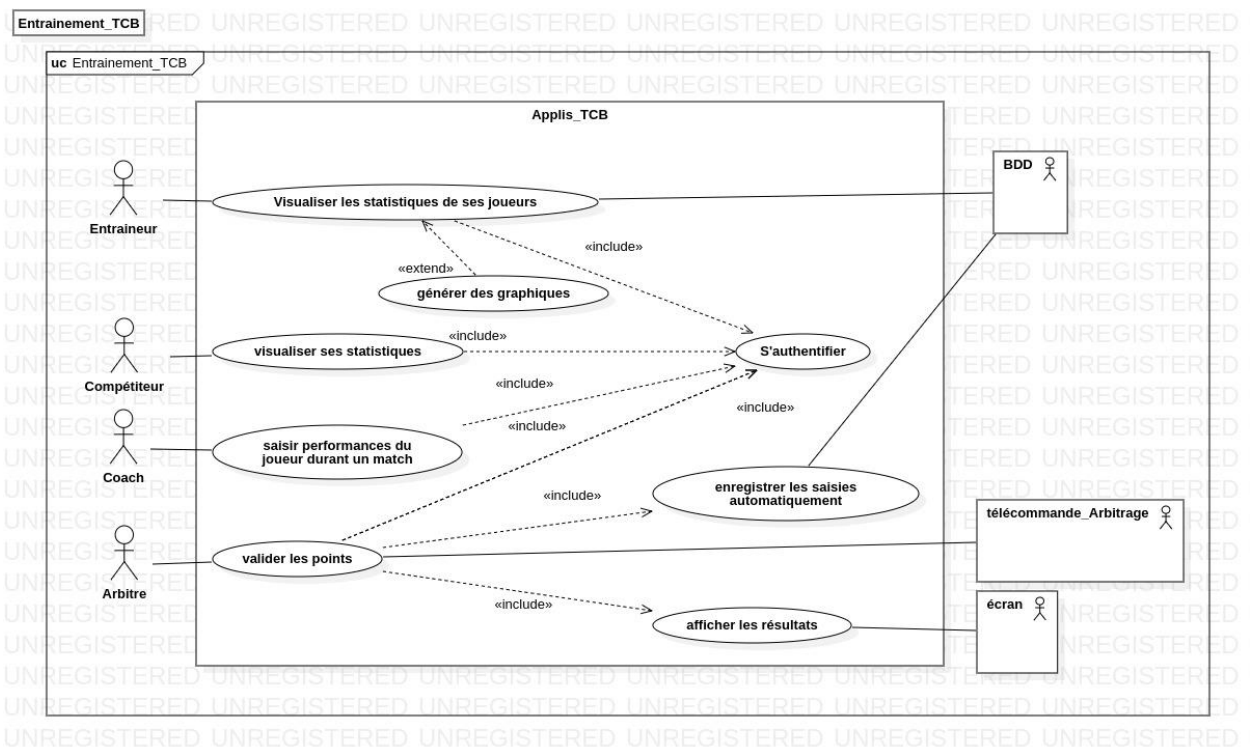 Entrainement_TCB
uc Entrainement_TCB
Applis_TCB
BDD
Visualiser les statistiques de ses joueurs
Entraineur
«include»
«extend»
générer des graphiques
«include»
visualiser ses statistiques
S'authentifier
Compétiteur
«include»
«include»
«include»
saisir performances du
joueur durant un match
Coach
enregistrer les saisies
automatiquement
«include»
télécommande_Arbitrage
valider les points
Arbitre
«include»
écran
afficher les résultats
UNREGISTERED